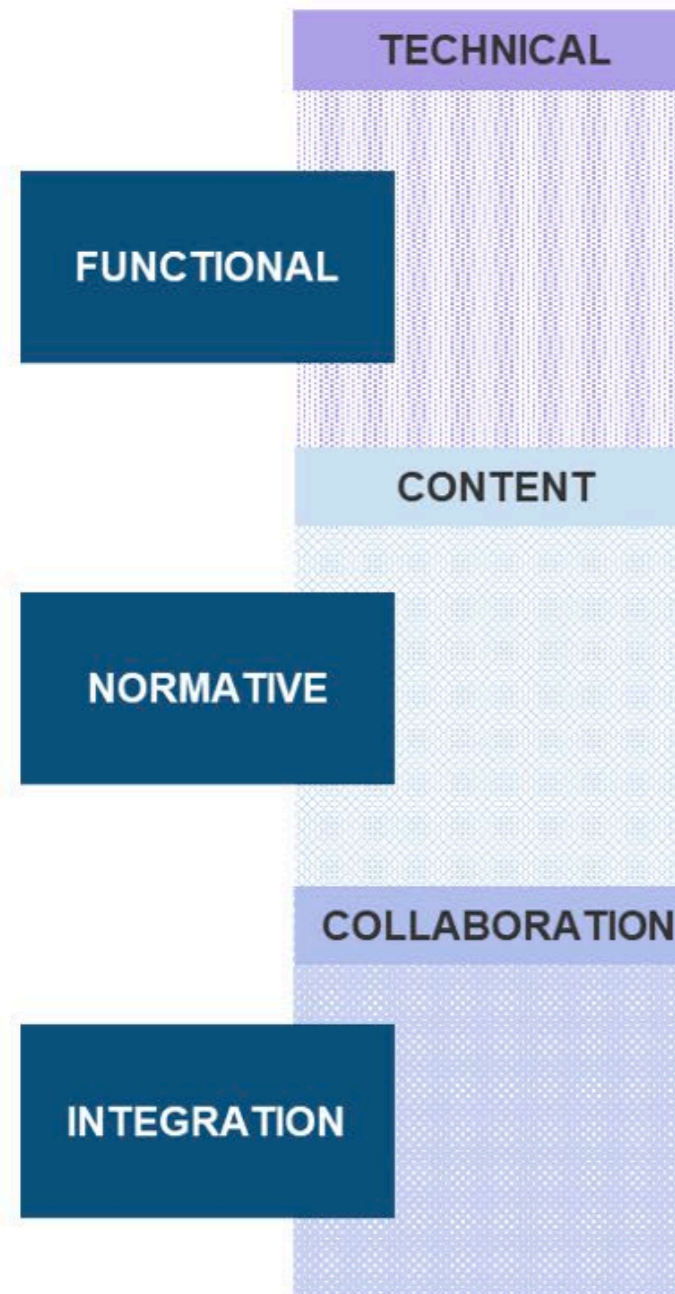 TECHNICAL
FUNCTIONAL
CONTENT
NORMATIVE
COLLABORATION
INTEGRATION